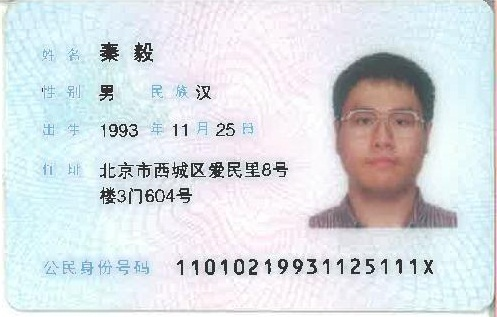 姓名 秦毅
性别 男 民族 汉
出生 1993 年 11 月 25 日
住址 北京市西城区爱民里8号
楼3门604号
公民身份号码 11010219931125111X